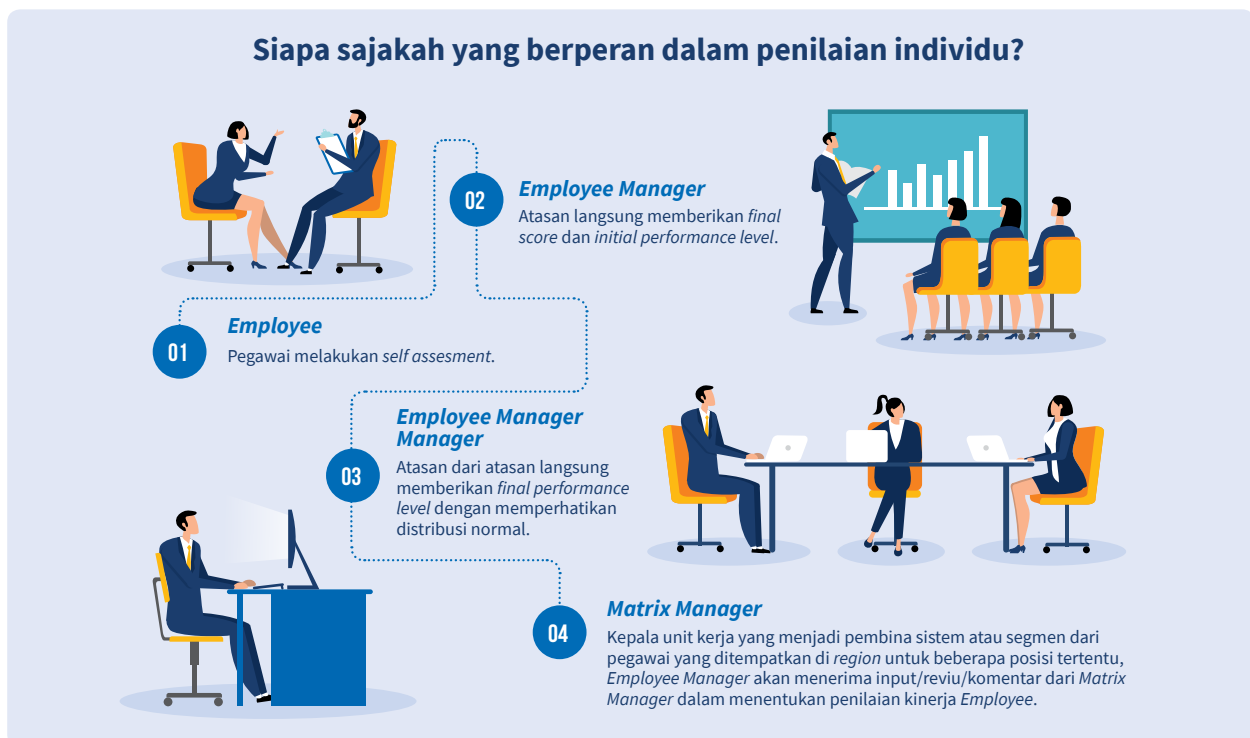 Siapa sajakah yang berperan dalam penilaian individu?
01
Employee
Pegawai melakukan self assesment.
02
Employee Manager
Atasan langsung memberikan final
score dan initial performance level.
03
Employee Manager
Manager
Atasan dari atasan langsung
memberikan final performance
level dengan memperhatikan
distribusi normal.
04
Matrix Manager
Kepala unit kerja yang menjadi pembina sistem atau segmen dari
pegawai yang ditempatkan di region untuk beberapa posisi tertentu,
Employee Manager akan menerima input/reviu/komentar dari Matrix
Manager dalam menentukan penilaian kinerja Employee.